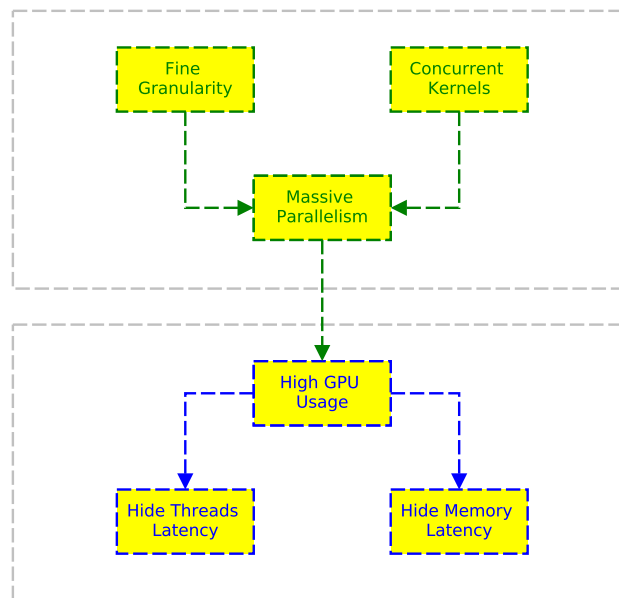 Fine
Granularity
Concurrent
Kernels
Massive
Parallelism
High GPU
Usage
Hide Threads
Latency
Hide Memory
Latency